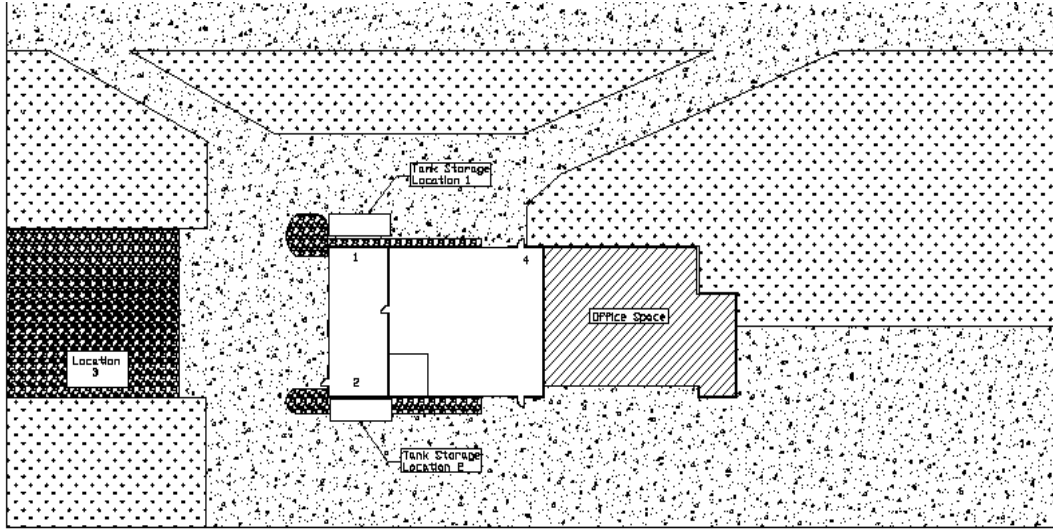 Tank Storage
Location 1
1
4
Office Space
Location
3
2
Tank Storage
Location 2